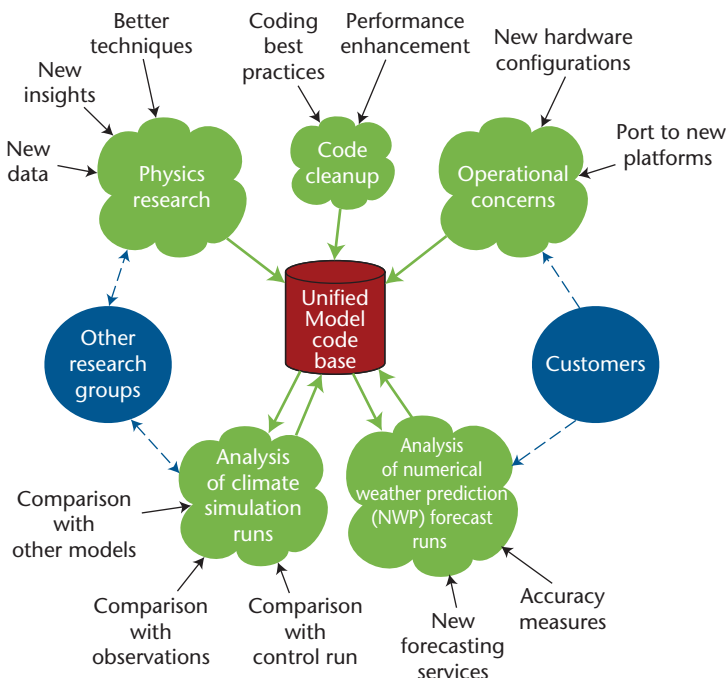 Better
techniques
New
insights
New
data
Physics
research
Coding
best
practices
Performance
enhancement
Code
cleanup
New hardware
configurations
Port to new
platforms
Operational
concerns
Unified
Model
code
base
Other
research
groups
Customers
Analysis
of climate
simulation
runs
Analysis
of numerical
weather prediction
(NWP) forecast
runs
Comparison
with
other models
Comparison
with
observations
Comparison
with
control run
New
forecasting
services
Accuracy
measures